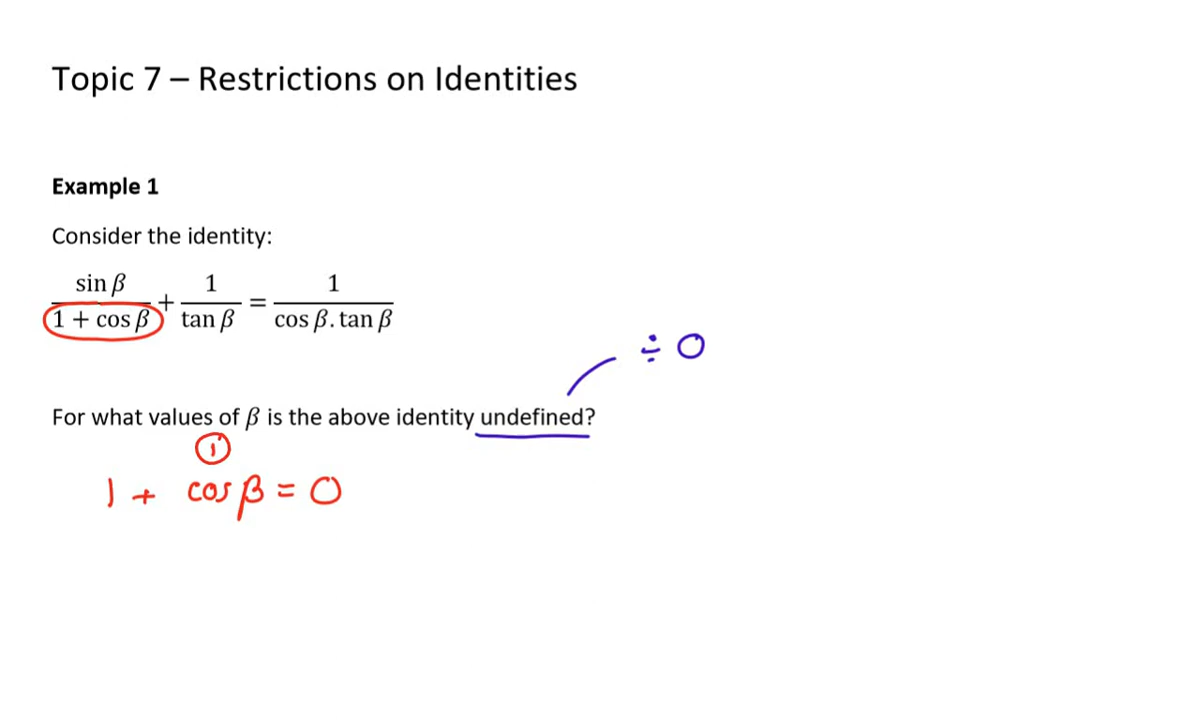 Topic 7 – Restrictions on Identities
Example 1
Consider the identity:
sin β / 1 + cos β + 1 / tan β = 1 / cos β. tan β
÷ 0
For what values of β is the above identity undefined?
①
1 + cos β = 0